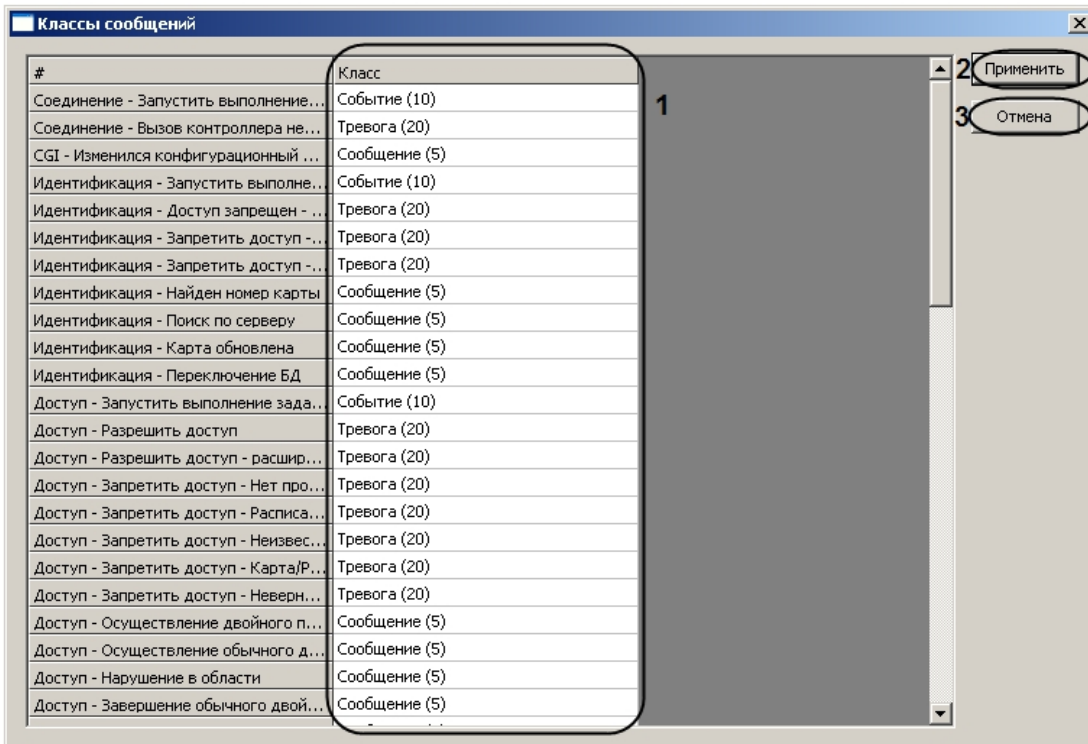 Классы сообщений
# Класс
Соединение - Запустить выполнение... Событие (10)
Соединение - Вызов контроллера не... Тревога (20)
CGI - Изменился конфигурационный ... Сообщение (5)
Идентификация - Запустить выполне... Событие (10)
Идентификация - Доступ запрещен - ... Тревога (20)
Идентификация - Запретить доступ -... Тревога (20)
Идентификация - Запретить доступ -... Тревога (20)
Идентификация - Найден номер карты Сообщение (5)
Идентификация - Поиск по серверу Сообщение (5)
Идентификация - Карта обновлена Сообщение (5)
Идентификация - Переключение БД Сообщение (5)
Доступ - Запустить выполнение зада... Событие (10)
Доступ - Разрешить доступ Тревога (20)
Доступ - Разрешить доступ - расшир... Тревога (20)
Доступ - Запретить доступ - Нет про... Тревога (20)
Доступ - Запретить доступ - Расписа... Тревога (20)
Доступ - Запретить доступ - Неизвес... Тревога (20)
Доступ - Запретить доступ - Карта/Р... Тревога (20)
Доступ - Запретить доступ - Неверн... Тревога (20)
Доступ - Осуществление двойного п... Сообщение (5)
Доступ - Осуществление обычного д... Сообщение (5)
Доступ - Нарушение в области Сообщение (5)
Доступ - Завершение обычного двой... Сообщение (5)
1
2 Применить
3 Отмена